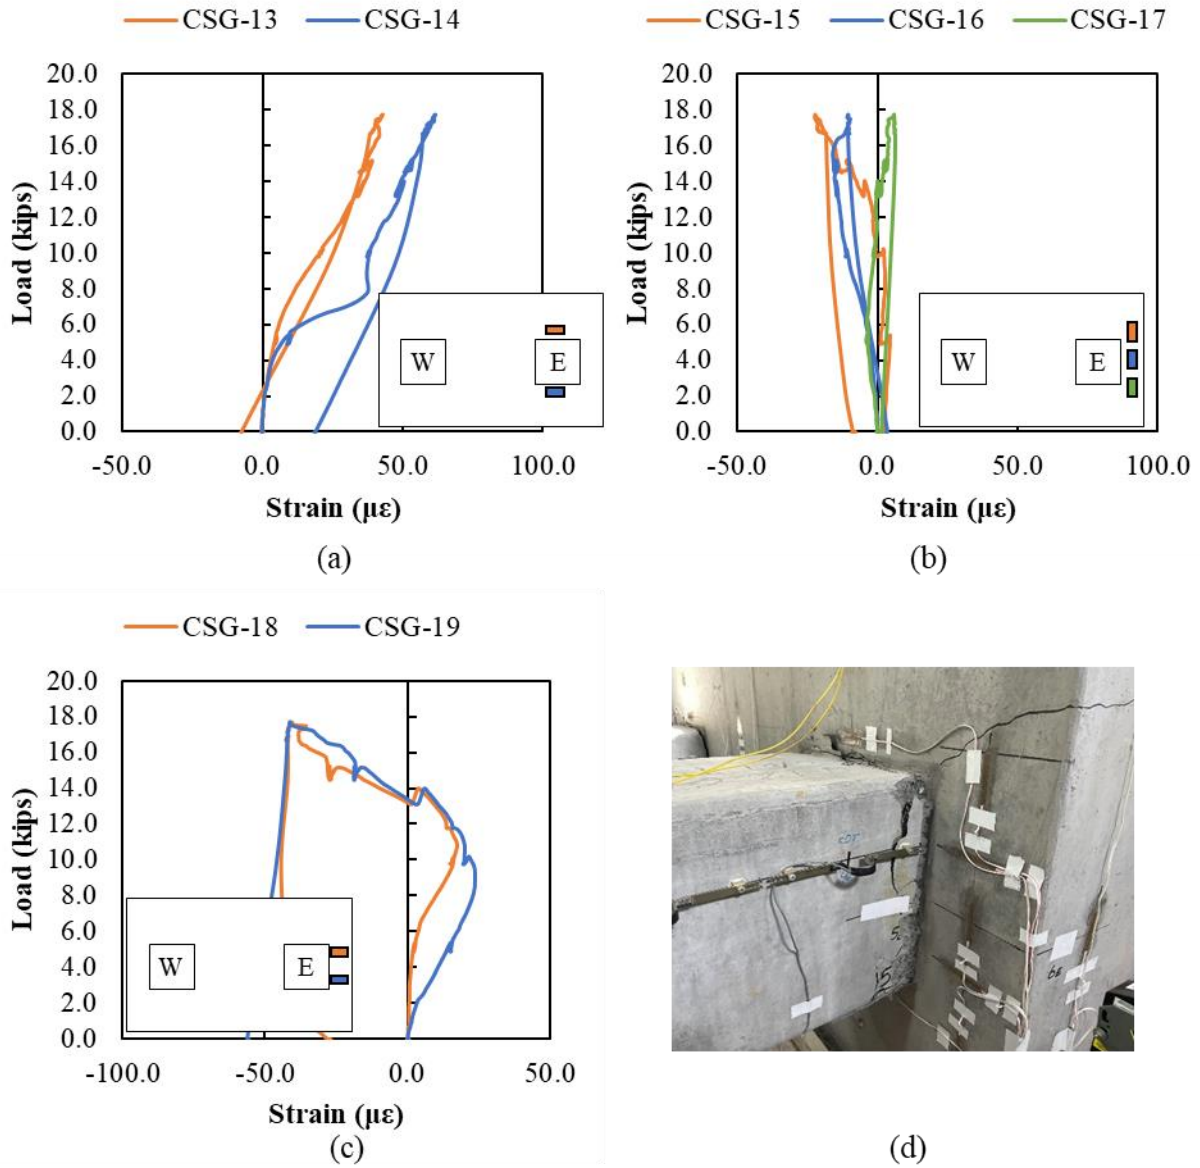 CSG-13 CSG-14
20.0
18.0
16.0
14.0
12.0
10.0
8.0
6.0
4.0
2.0
0.0
Load (kips)
W E
-50.0 0.0 50.0 100.0
Strain (με)
(a)
CSG-15 CSG-16 CSG-17
20.0
18.0
16.0
14.0
12.0
10.0
8.0
6.0
4.0
2.0
0.0
Load (kips)
W E
-50.0 0.0 50.0 100.0
Strain (με)
(b)
CSG-18 CSG-19
20.0
18.0
16.0
14.0
12.0
10.0
8.0
6.0
4.0
2.0
0.0
Load (kips)
W E
-100.0 -50.0 0.0 50.0
Strain (με)
(c)
15
(d)